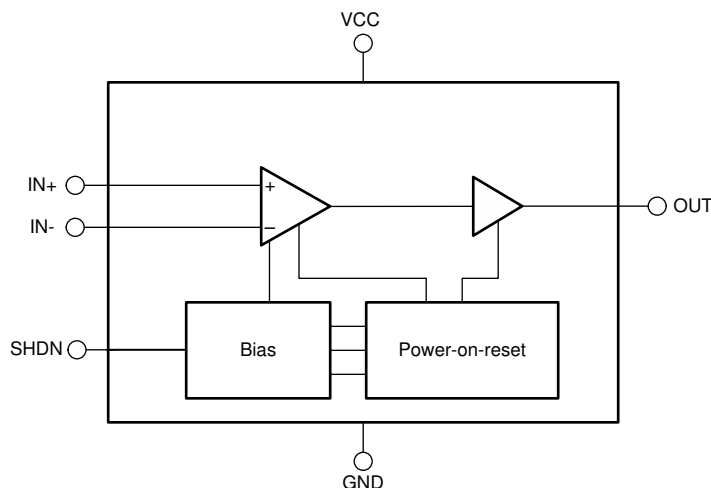 VCC
IN+
+
OUT
IN-
−
SHDN
Bias
Power-on-reset
GND